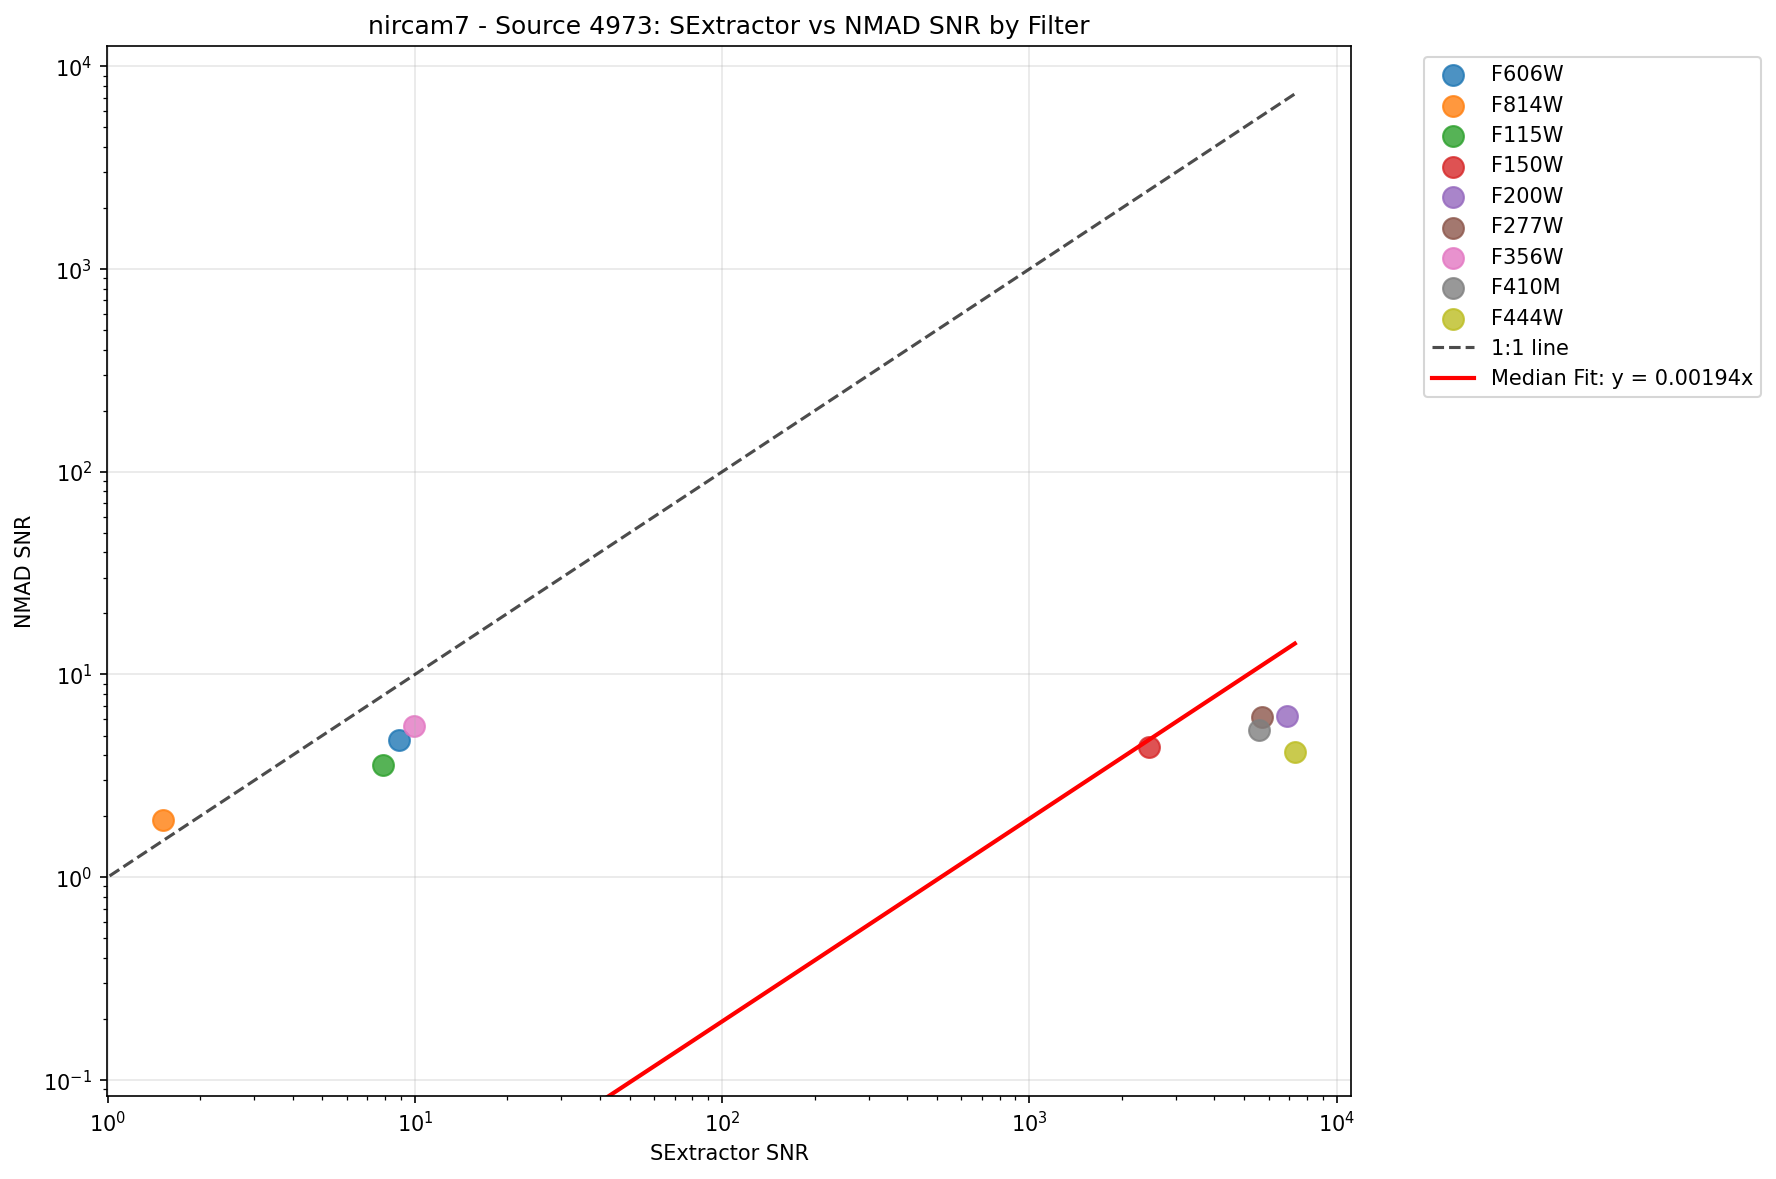 nircam7 - Source 4973: SExtractor vs NMAD SNR by Filter
NMAD SNR
10⁴
10³
10²
10¹
10⁰
10⁻¹
10⁰ 10¹ 10² 10³ 10⁴
SExtractor SNR
F606W
F814W
F115W
F150W
F200W
F277W
F356W
F410M
F444W
1:1 line
Median Fit: y = 0.00194x